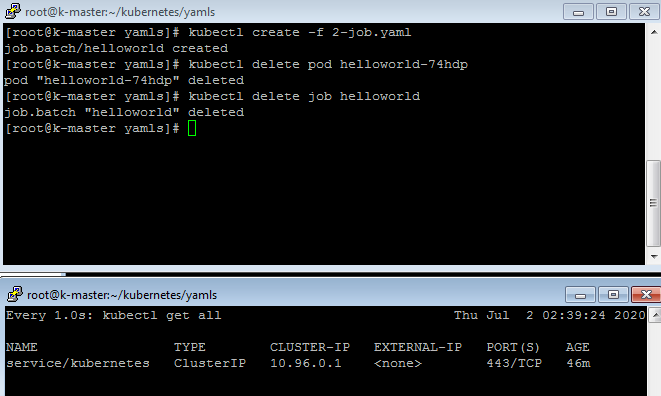 root@k-master:~/kubernetes/yamls
[root@k-master yamls]# kubectl create -f 2-job.yaml
job.batch/helloworld created
[root@k-master yamls]# kubectl delete pod helloworld-74hdp
pod "helloworld-74hdp" deleted
[root@k-master yamls]# kubectl delete job helloworld
job.batch "helloworld" deleted
[root@k-master yamls]#
root@k-master:~/kubernetes/yamls
Every 1.0s: kubectl get all Thu Jul 2 02:39:24 2020
NAME TYPE CLUSTER-IP EXTERNAL-IP PORT(S) AGE
service/kubernetes ClusterIP 10.96.0.1 <none> 443/TCP 46m